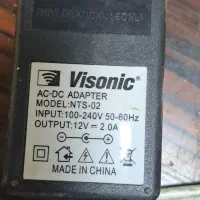 Visonic®
AC-DC ADAPTER
MODEL:NTS-02
INPUT:100-240V 50-60Hz
OUTPUT:12V⎓2.0A
MADE IN CHINA